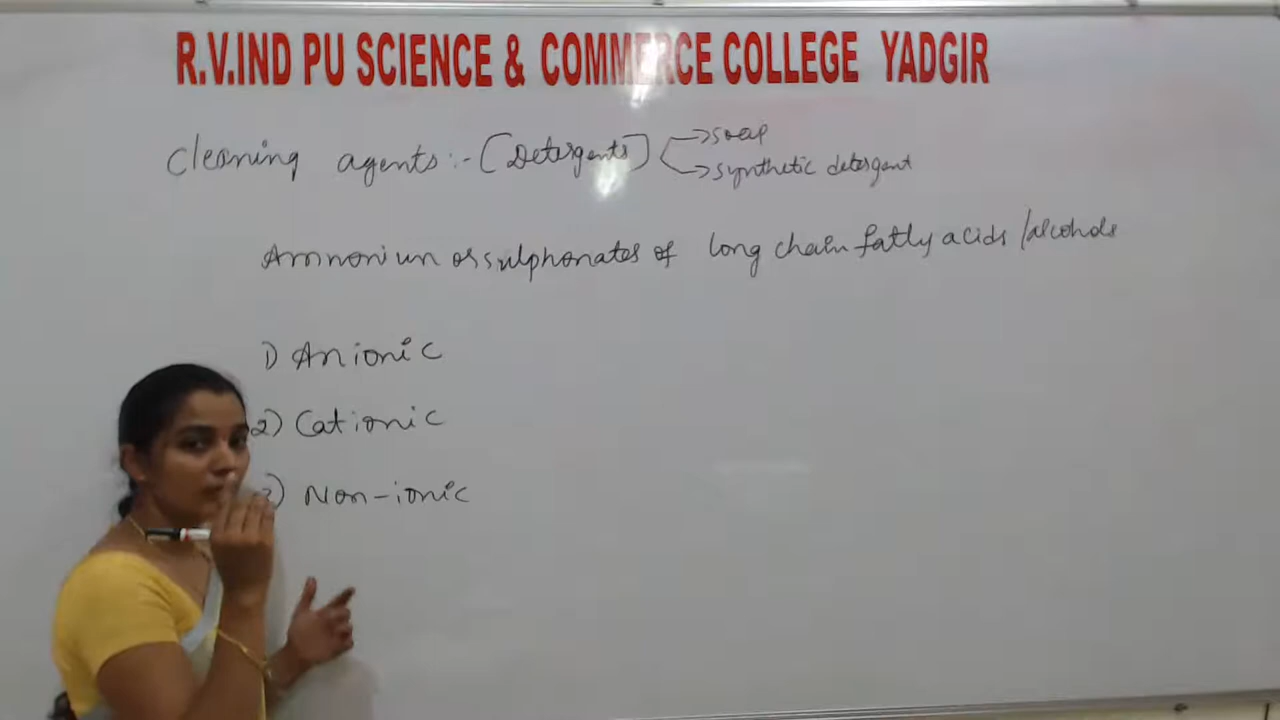 R.V.IND PU SCIENCE & COMMERCE COLLEGE YADGIR
Cleaning agents :- [Detergents] → soap
→ synthetic detergent
Ammonium or sulphonates of long chain fatty acids / alcohols
1) Anionic
2) Cationic
3) Non-ionic